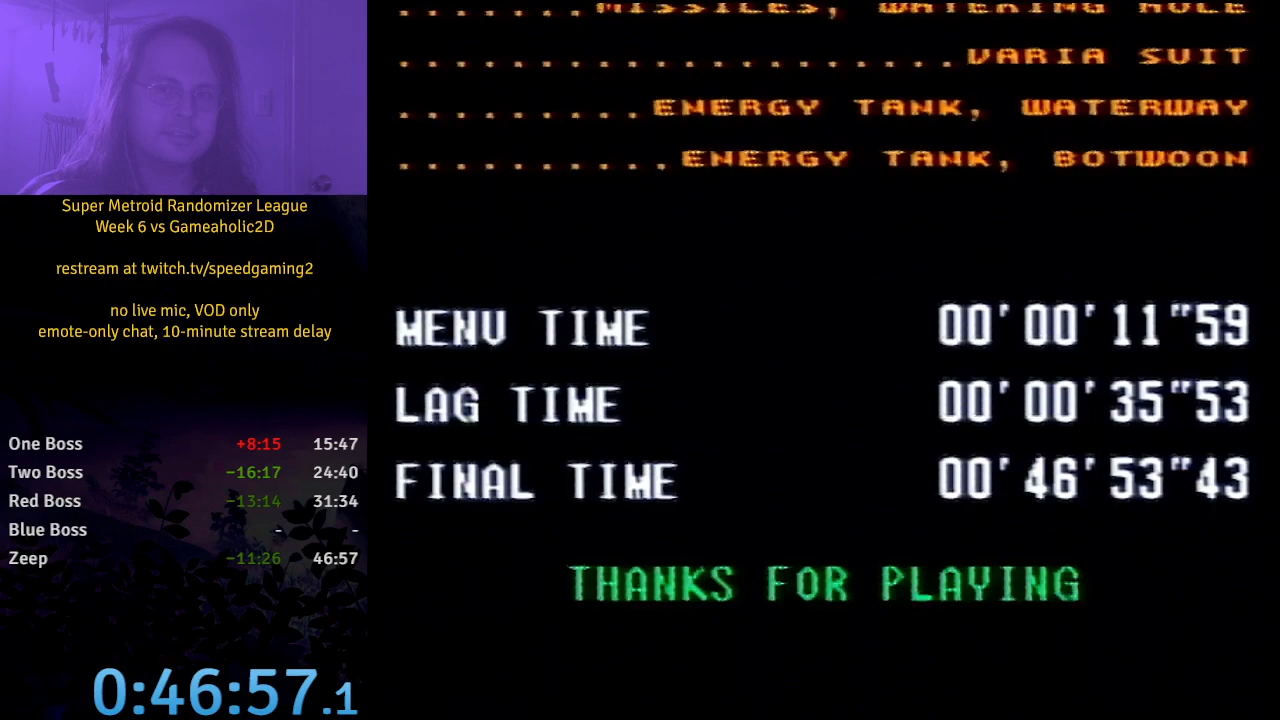 Super Metroid Randomizer League
Week 6 vs Gameaholic2D
restream at twitch.tv/speedgaming2
no live mic, VOD only
emote-only chat, 10-minute stream delay
One Boss +8:15 15:47
Two Boss −16:17 24:40
Red Boss −13:14 31:34
Blue Boss - -
Zeep −11:26 46:57
0:46:57.1
.......MISSILES, WATERING HOLE
....................VARIA SUIT
.........ENERGY TANK, WATERWAY
..........ENERGY TANK, BOTWOON
MENU TIME 00'00'11"59
LAG TIME 00'00'35"53
FINAL TIME 00'46'53"43
THANKS FOR PLAYING